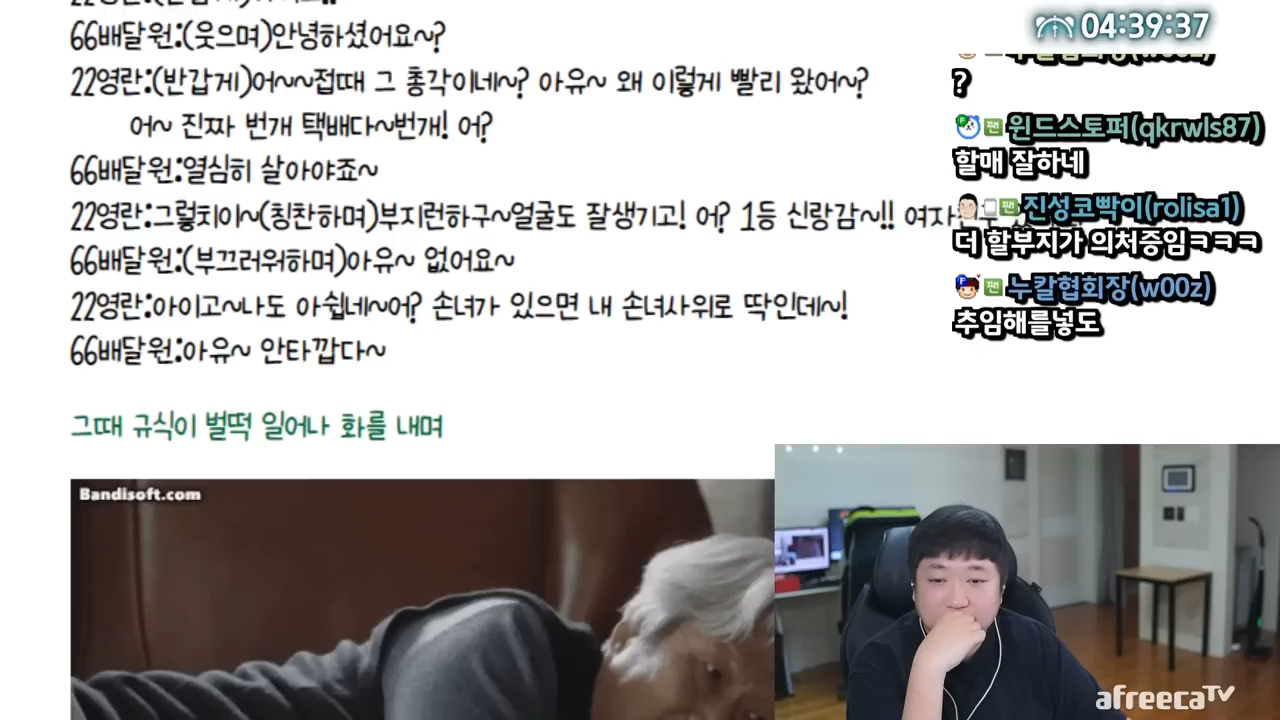 66배달원:(웃으며)안녕하셨어요~?
22영란:(반갑게)어~~접때 그 총각이네~? 아유~ 왜 이렇게 빨리 왔어~?
어~ 진짜 번개 택배다~번개! 어?
66배달원:열심히 살아야죠~
22영란:그렇치이~(칭찬하며)부지런하구~얼굴도 잘생기고! 어? 1등 신랑감~!! 여자
66배달원:(부끄러워하며)아유~ 없어요~
22영란:아이고~나도 아쉽네~어? 손녀가 있으면 내 손녀사위로 딱인데~!
66배달원:아유~ 안타깝다~
그때 규식이 벌떡 일어나 화를 내며
Bandisoft.com
04:39:37
?
윈드스토퍼(qkrwls87)
할매 잘하네
진성코빡이(rolisa1)
더 할부지가 의처증임ㅋㅋㅋ
누칼협회장(w00z)
추임해를넣도
afreecaTV